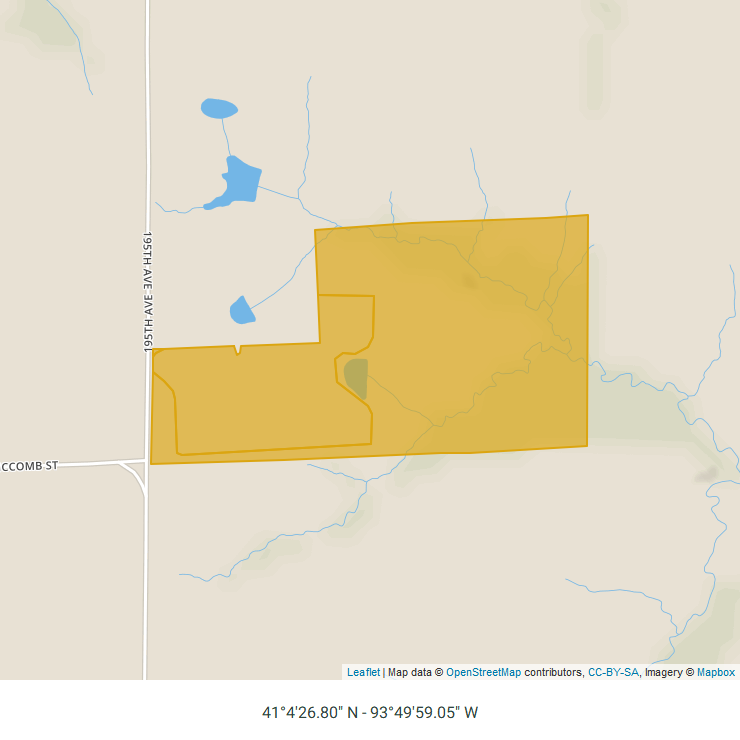 195TH AVE
195TH AVE
CCOMB ST
Leaflet | Map data © OpenStreetMap contributors, CC-BY-SA, Imagery © Mapbox
41°4'26.80" N - 93°49'59.05" W